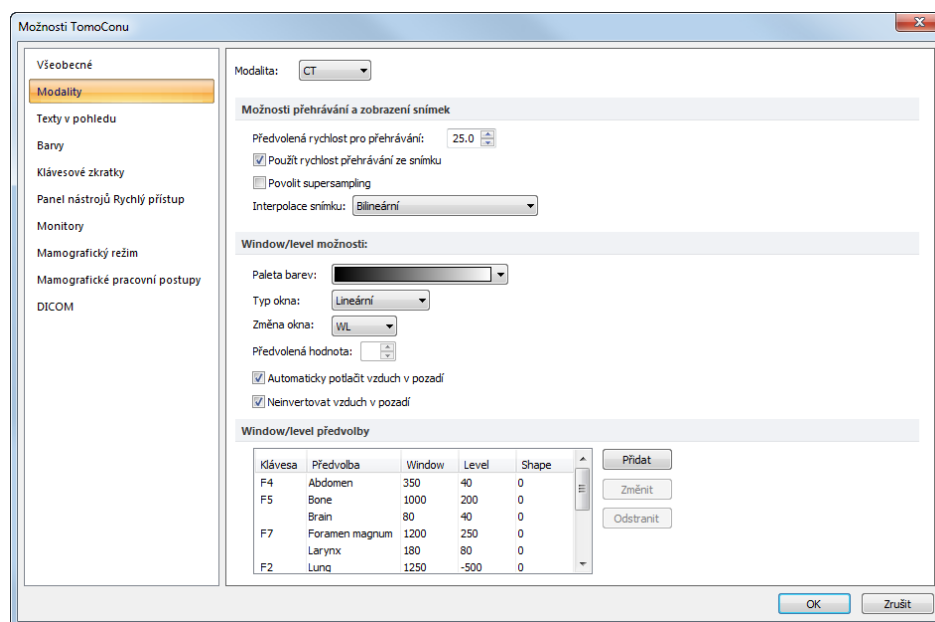 Možnosti TomoConu
Všeobecné
Modality
Texty v pohledu
Barvy
Klávesové zkratky
Panel nástrojů Rychlý přístup
Monitory
Mamografický režim
Mamografické pracovní postupy
DICOM
Modalita: CT
Možnosti přehrávání a zobrazení snímek
Předvolená rychlost pro přehrávání: 25.0
Použít rychlost přehrávání ze snímku
Povolit supersampling
Interpolace snímku: Bilineární
Window/level možnosti:
Paleta barev:
Typ okna: Lineární
Změna okna: WL
Předvolená hodnota:
Automaticky potlačit vzduch v pozadí
Neinvertovat vzduch v pozadí
Window/level předvolby
Klávesa Předvolba Window Level Shape
F4 Abdomen 350 40 0
F5 Bone 1000 200 0
Brain 80 40 0
F7 Foramen magnum 1200 250 0
Larynx 180 80 0
F2 Lung 1250 -500 0
Přidat
Změnit
Odstranit
OK Zrušit